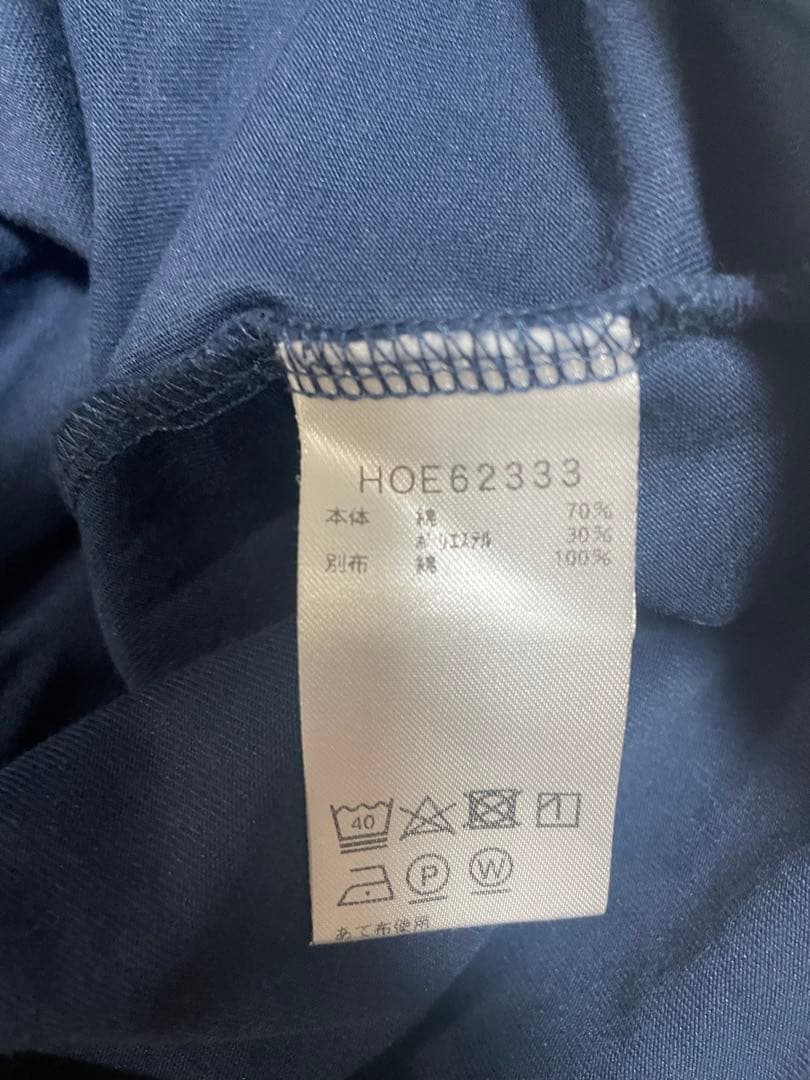 HOE62333
本体 綿 70%
ポリエステル 30%
別布 綿 100%
40
P W
あて布使用